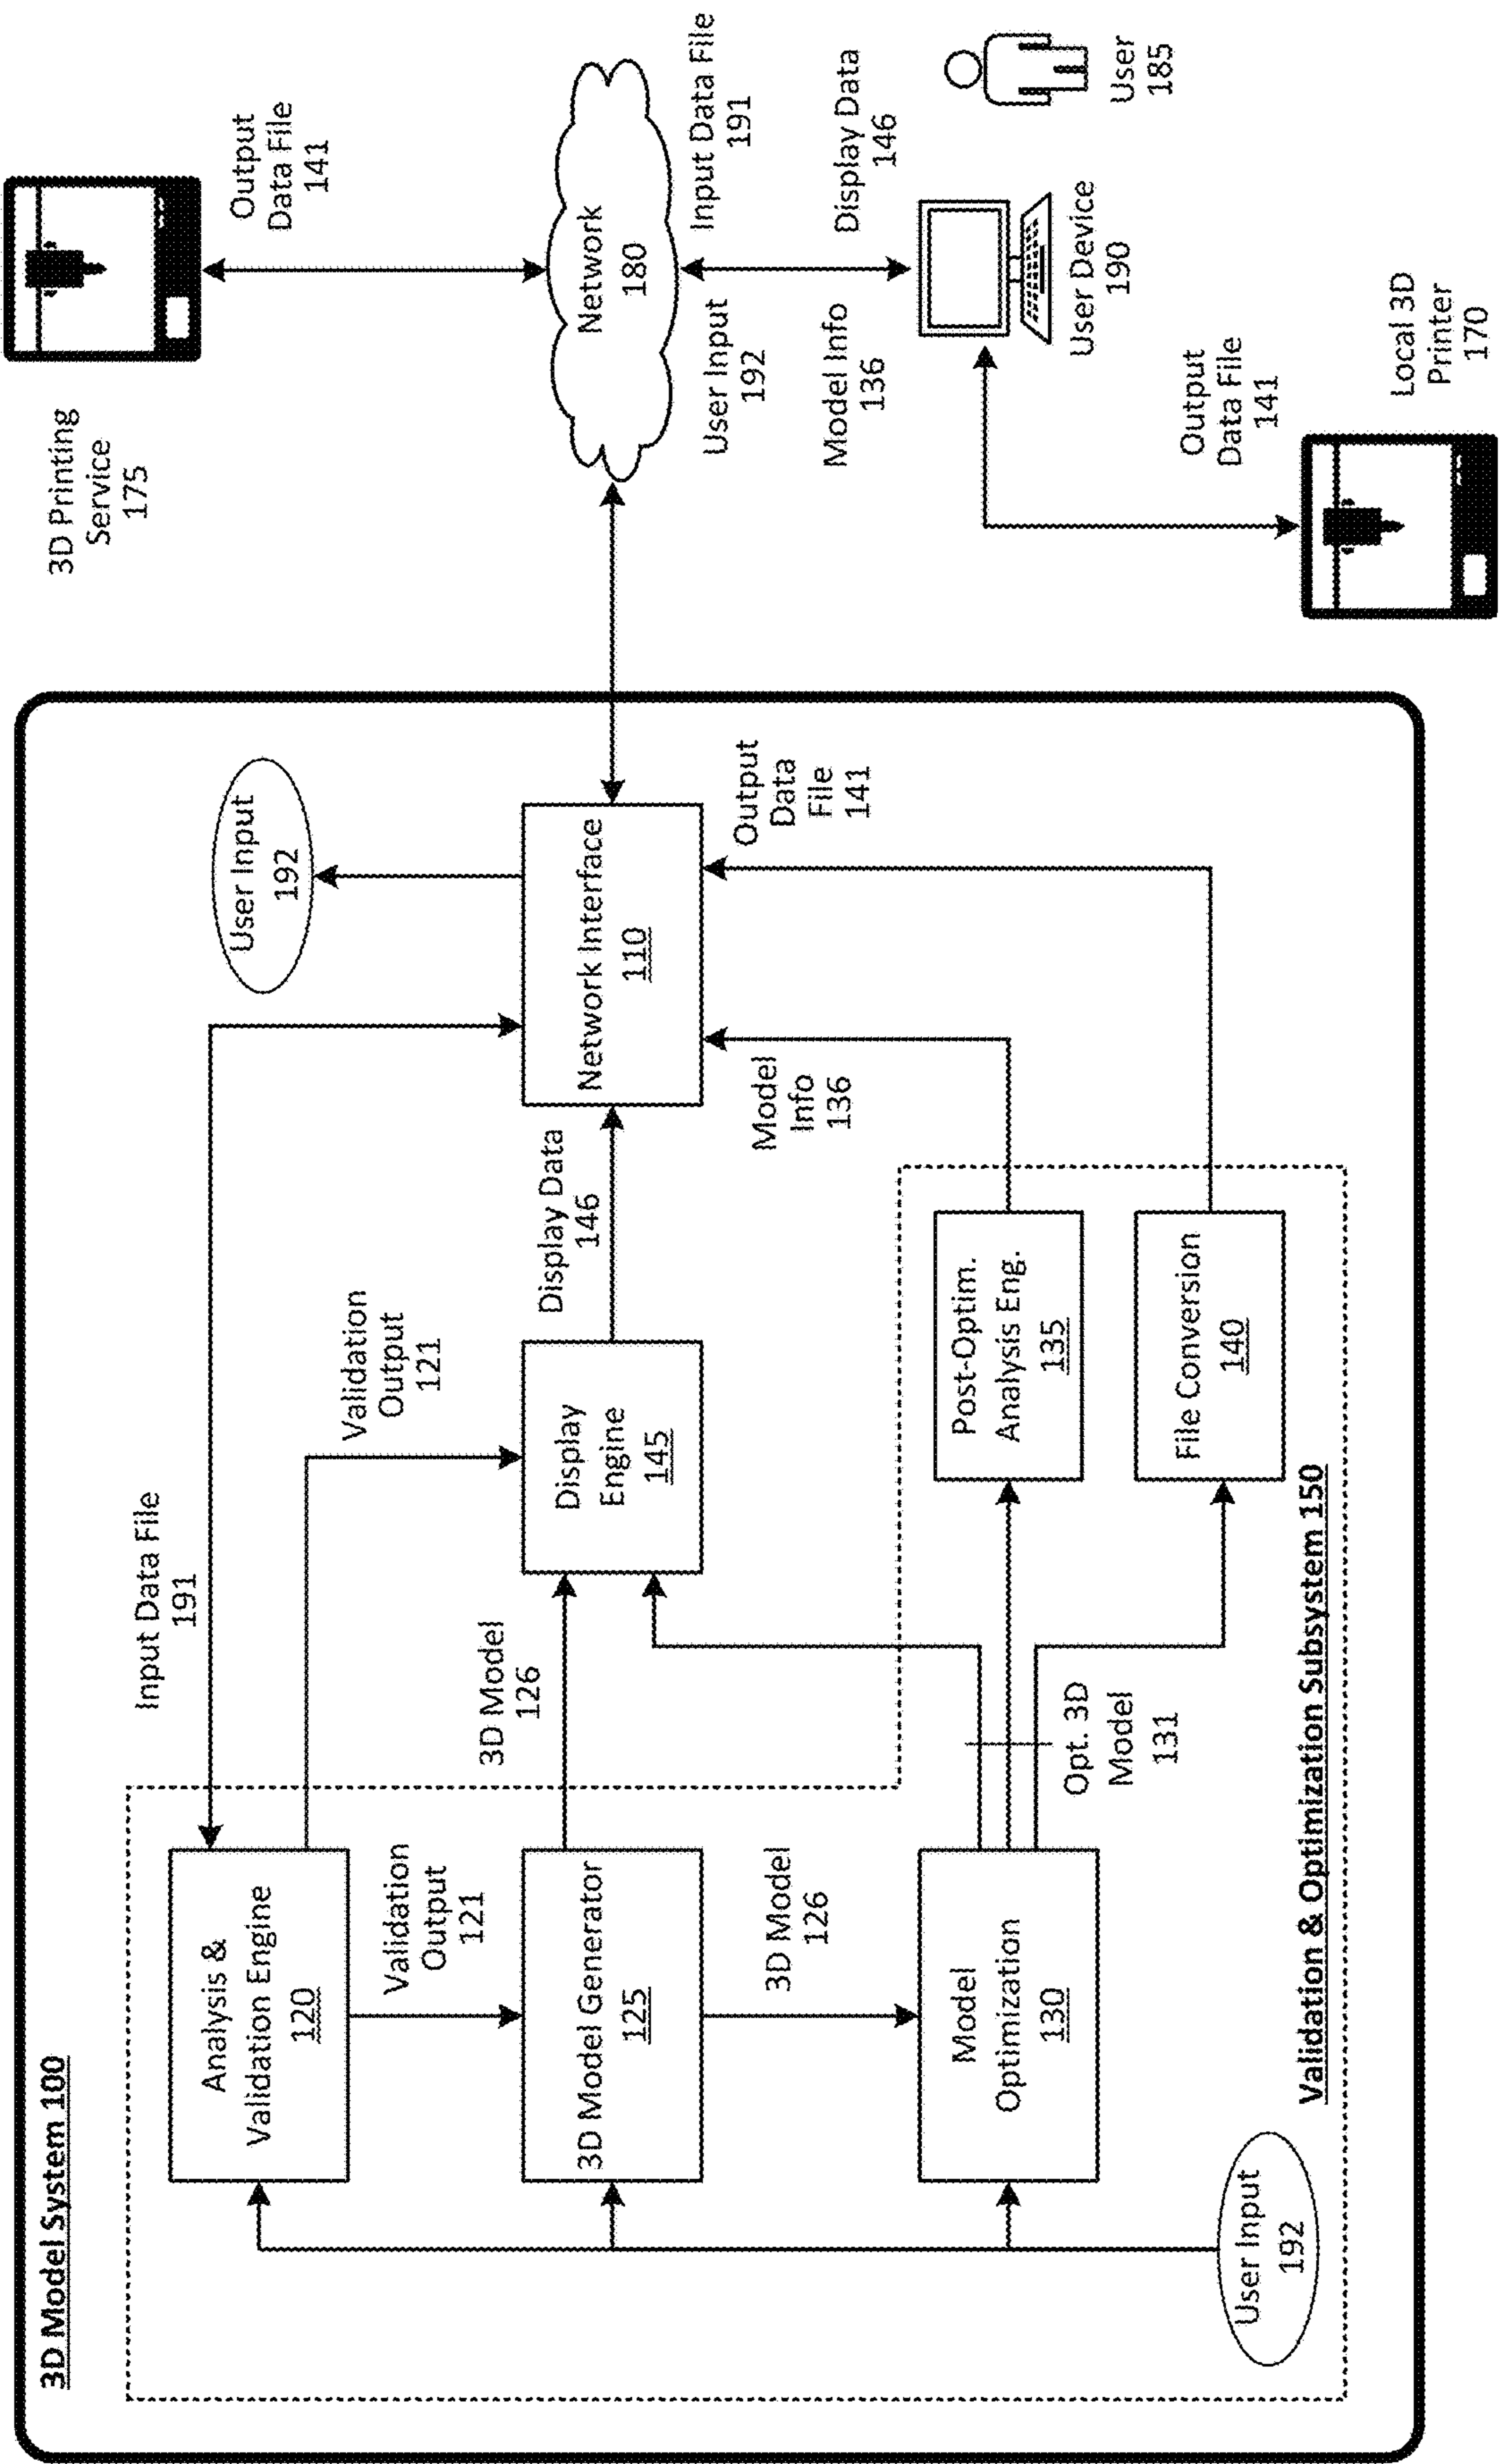 3D Model System 100
Input Data File
191
Analysis &
Validation Engine
120
Validation
Output
121
Validation
Output
121
User Input
192
3D Model Generator
125
3D Model
126
Display
Engine
145
Display Data
146
Network Interface
110
3D Model
126
Model
Optimization
130
Opt. 3D
Model
131
Model
Info
136
Output
Data
File
141
Post-Optim.
Analysis Eng.
135
File Conversion
140
User Input
192
Validation & Optimization Subsystem 150
3D Printing
Service
175
Output
Data File
141
Network
180
User Input
192
Input Data File
191
Model Info
136
Display Data
146
User Device
190
User
185
Output
Data File
141
Local 3D
Printer
170